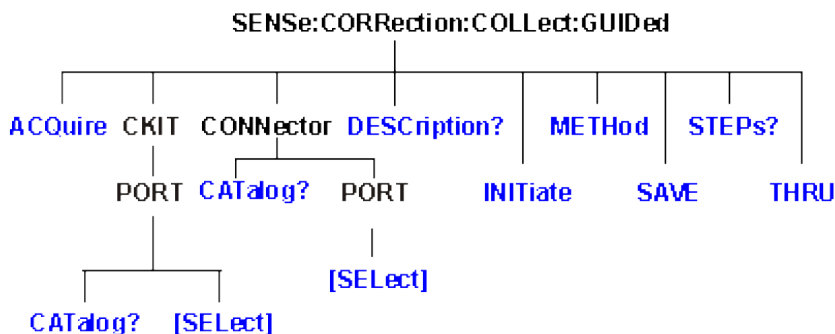 SENSe:CORRection:COLLect:GUIDed
ACQuire CKIT CONNector DESCription? METHod STEPs?
PORT CATalog? PORT INITiate SAVE THRU
[SELect]
CATalog? [SELect]